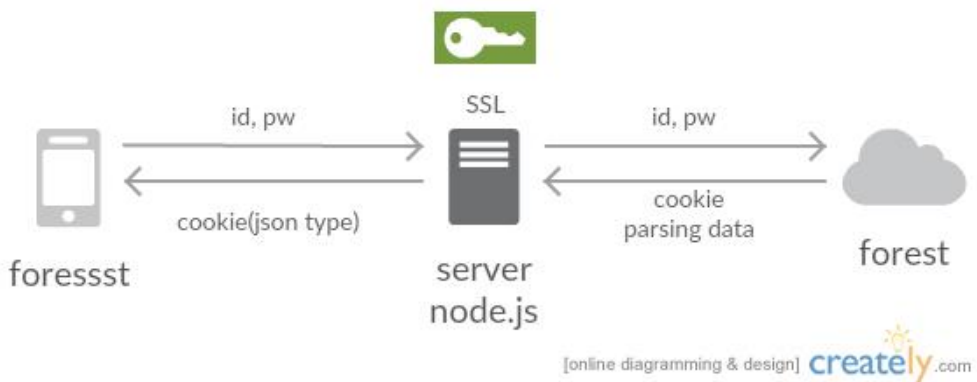 SSL
id, pw
id, pw
cookie(json type)
cookie
parsing data
foressst
server
node.js
forest
[online diagramming & design] creately.com